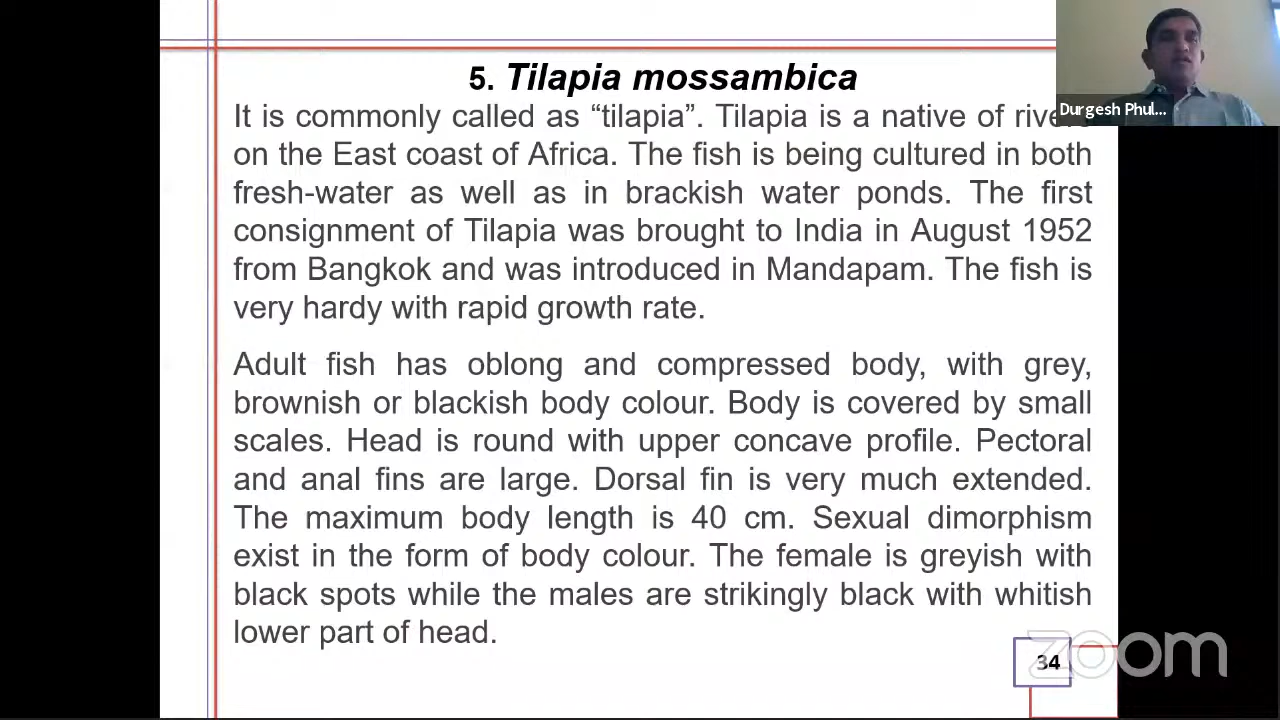 5. Tilapia mossambica
It is commonly called as “tilapia”. Tilapia is a native of
on the East coast of Africa. The fish is being cultured in both
fresh-water as well as in brackish water ponds. The first
consignment of Tilapia was brought to India in August 1952
from Bangkok and was introduced in Mandapam. The fish is
very hardy with rapid growth rate.
Adult fish has oblong and compressed body, with grey,
brownish or blackish body colour. Body is covered by small
scales. Head is round with upper concave profile. Pectoral
and anal fins are large. Dorsal fin is very much extended.
The maximum body length is 40 cm. Sexual dimorphism
exist in the form of body colour. The female is greyish with
black spots while the males are strikingly black with whitish
lower part of head.
Durgesh Phul...
34
zoom